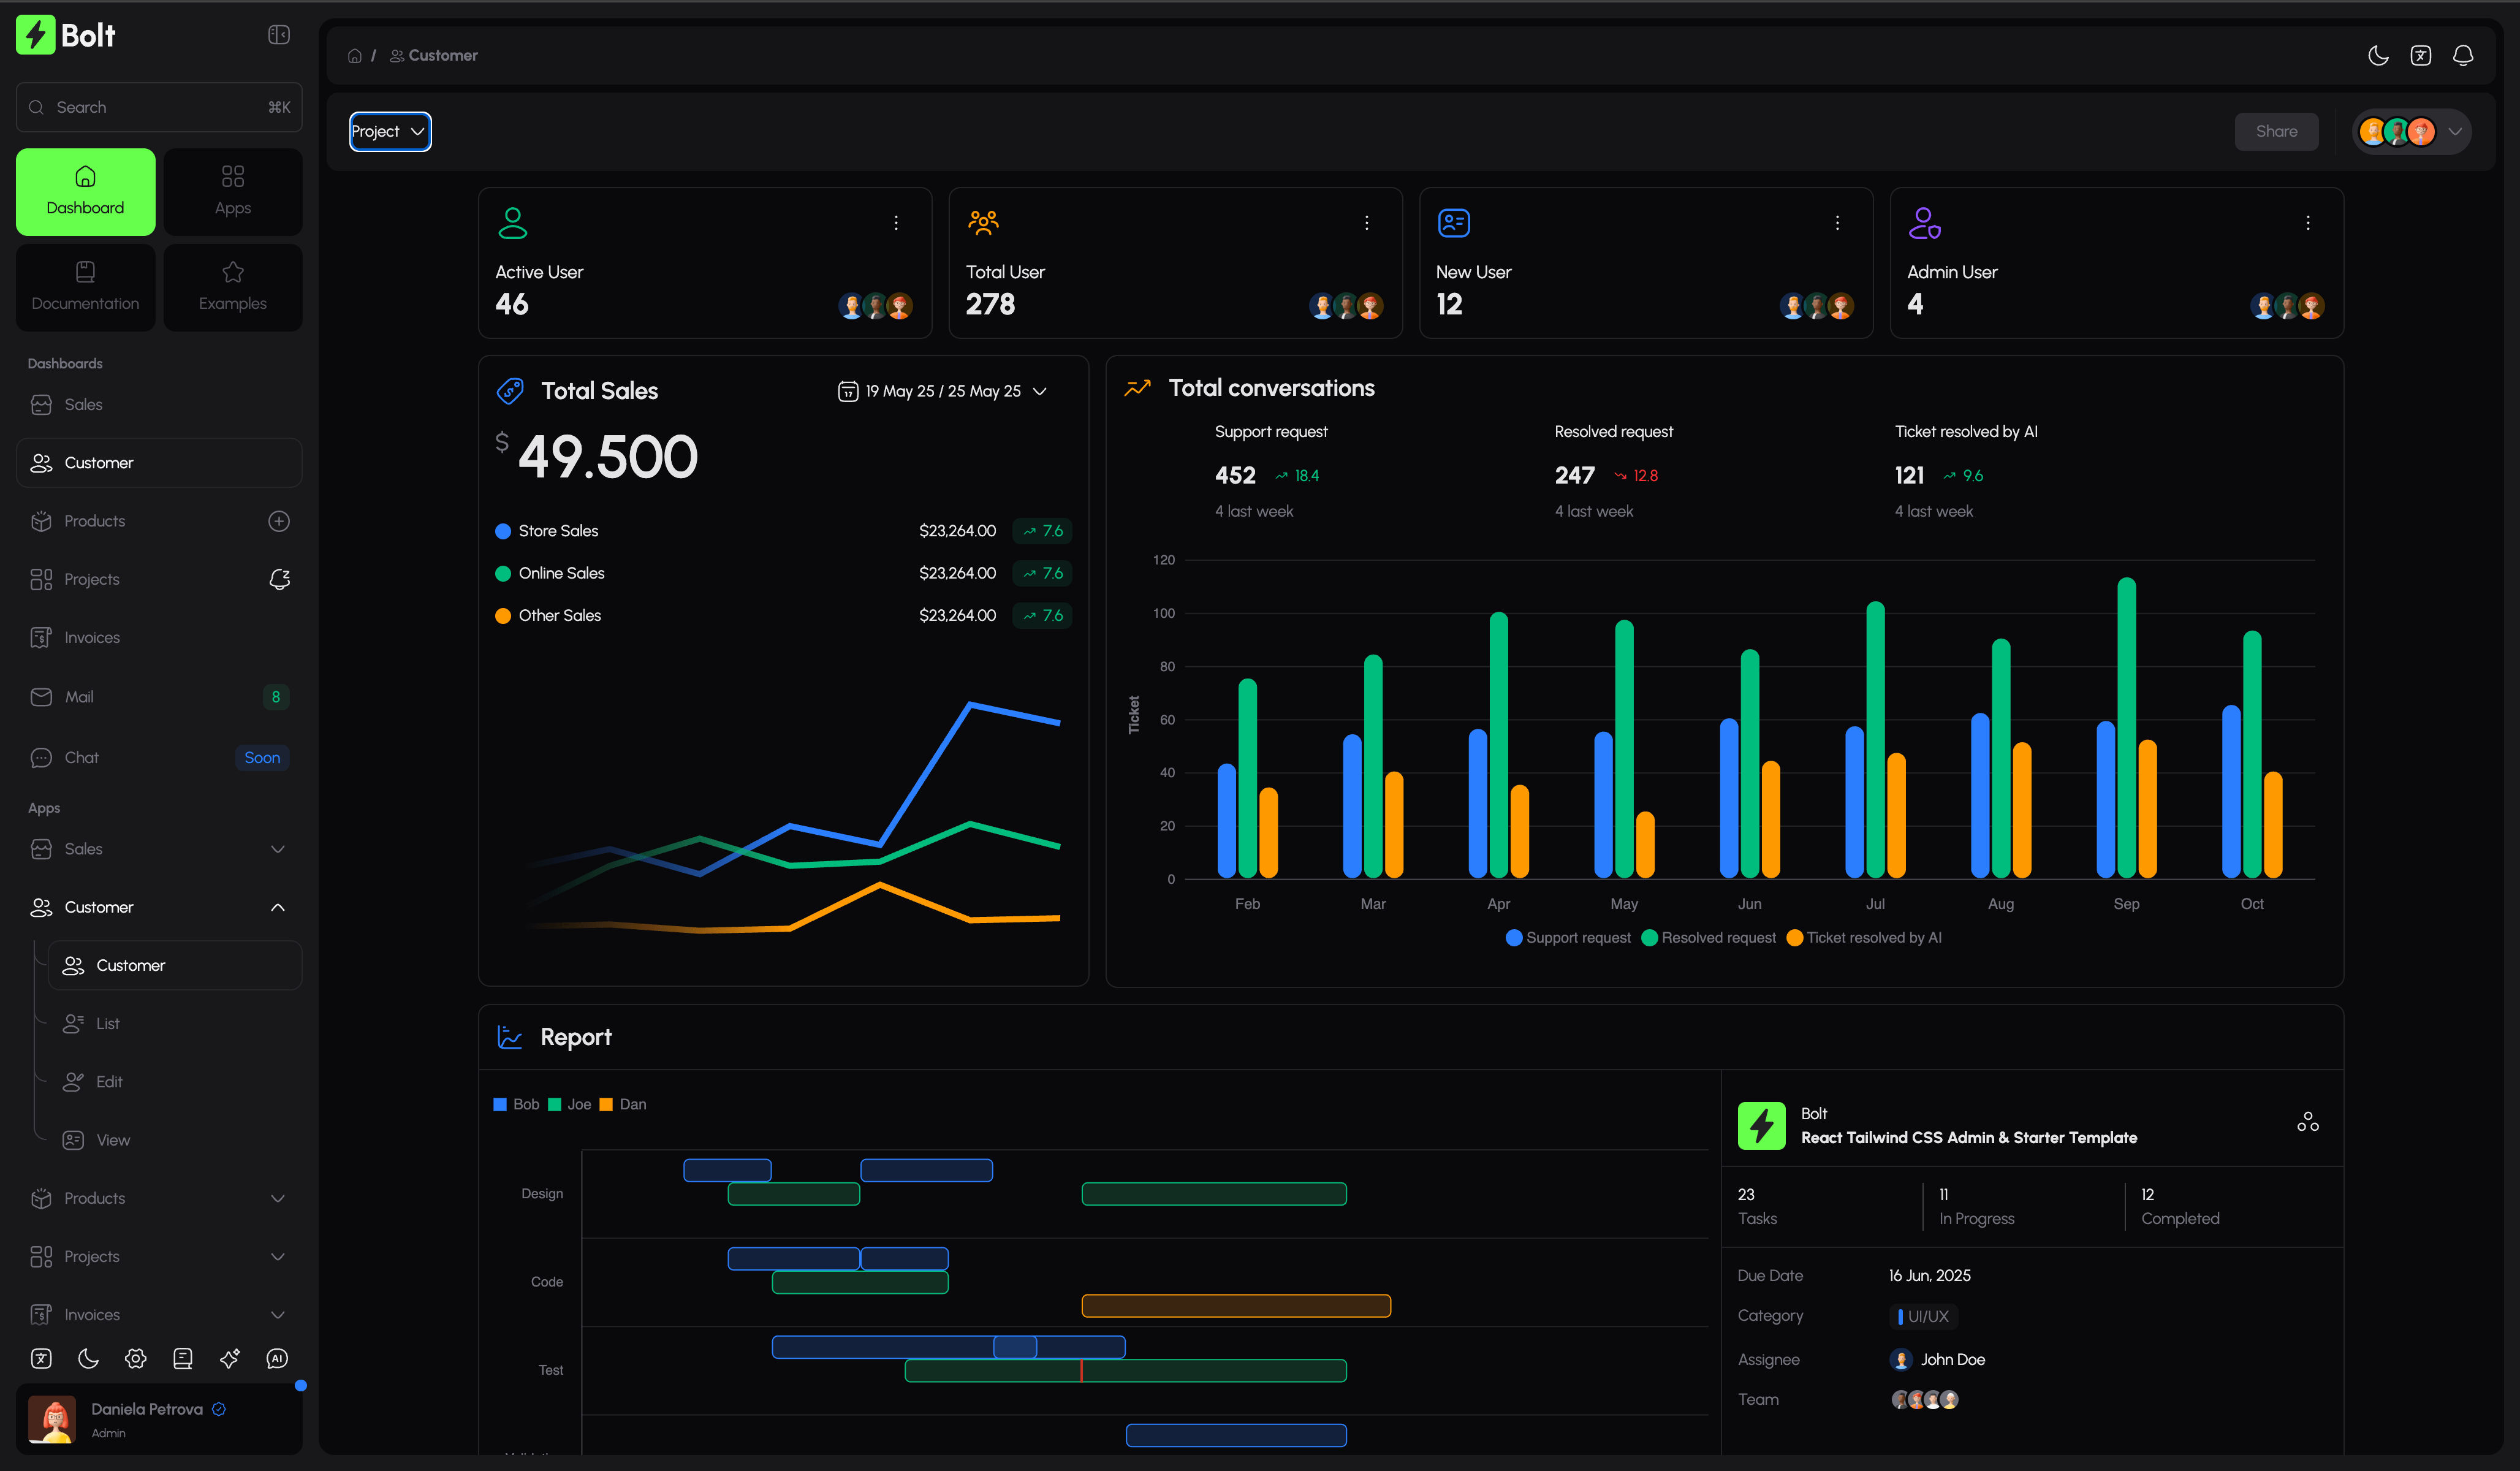 Bolt
Search ⌘K
Dashboard
Apps
Documentation
Examples
Dashboards
Sales
Customer
Products
Projects
Invoices
Mail 8
Chat Soon
Apps
Sales
Customer
Customer
List
Edit
View
Products
Projects
Invoices
AI
Daniela Petrova
Admin
/ Customer
Project
Share
Active User
46
Total User
278
New User
12
Admin User
4
Total Sales
17 19 May 25 / 25 May 25
$ 49.500
Store Sales $23,264.00 7.6
Online Sales $23,264.00 7.6
Other Sales $23,264.00 7.6
Total conversations
Support request
452 18.4
4 last week
Resolved request
247 12.8
4 last week
Ticket resolved by AI
121 9.6
4 last week
Ticket
120
100
80
60
40
20
0
Feb Mar Apr May Jun Jul Aug Sep Oct
Support request Resolved request Ticket resolved by AI
Report
Bob Joe Dan
Design
Code
Test
Bolt
React Tailwind CSS Admin & Starter Template
23
Tasks
11
In Progress
12
Completed
Due Date 16 Jun, 2025
Category UI/UX
Assignee John Doe
Team